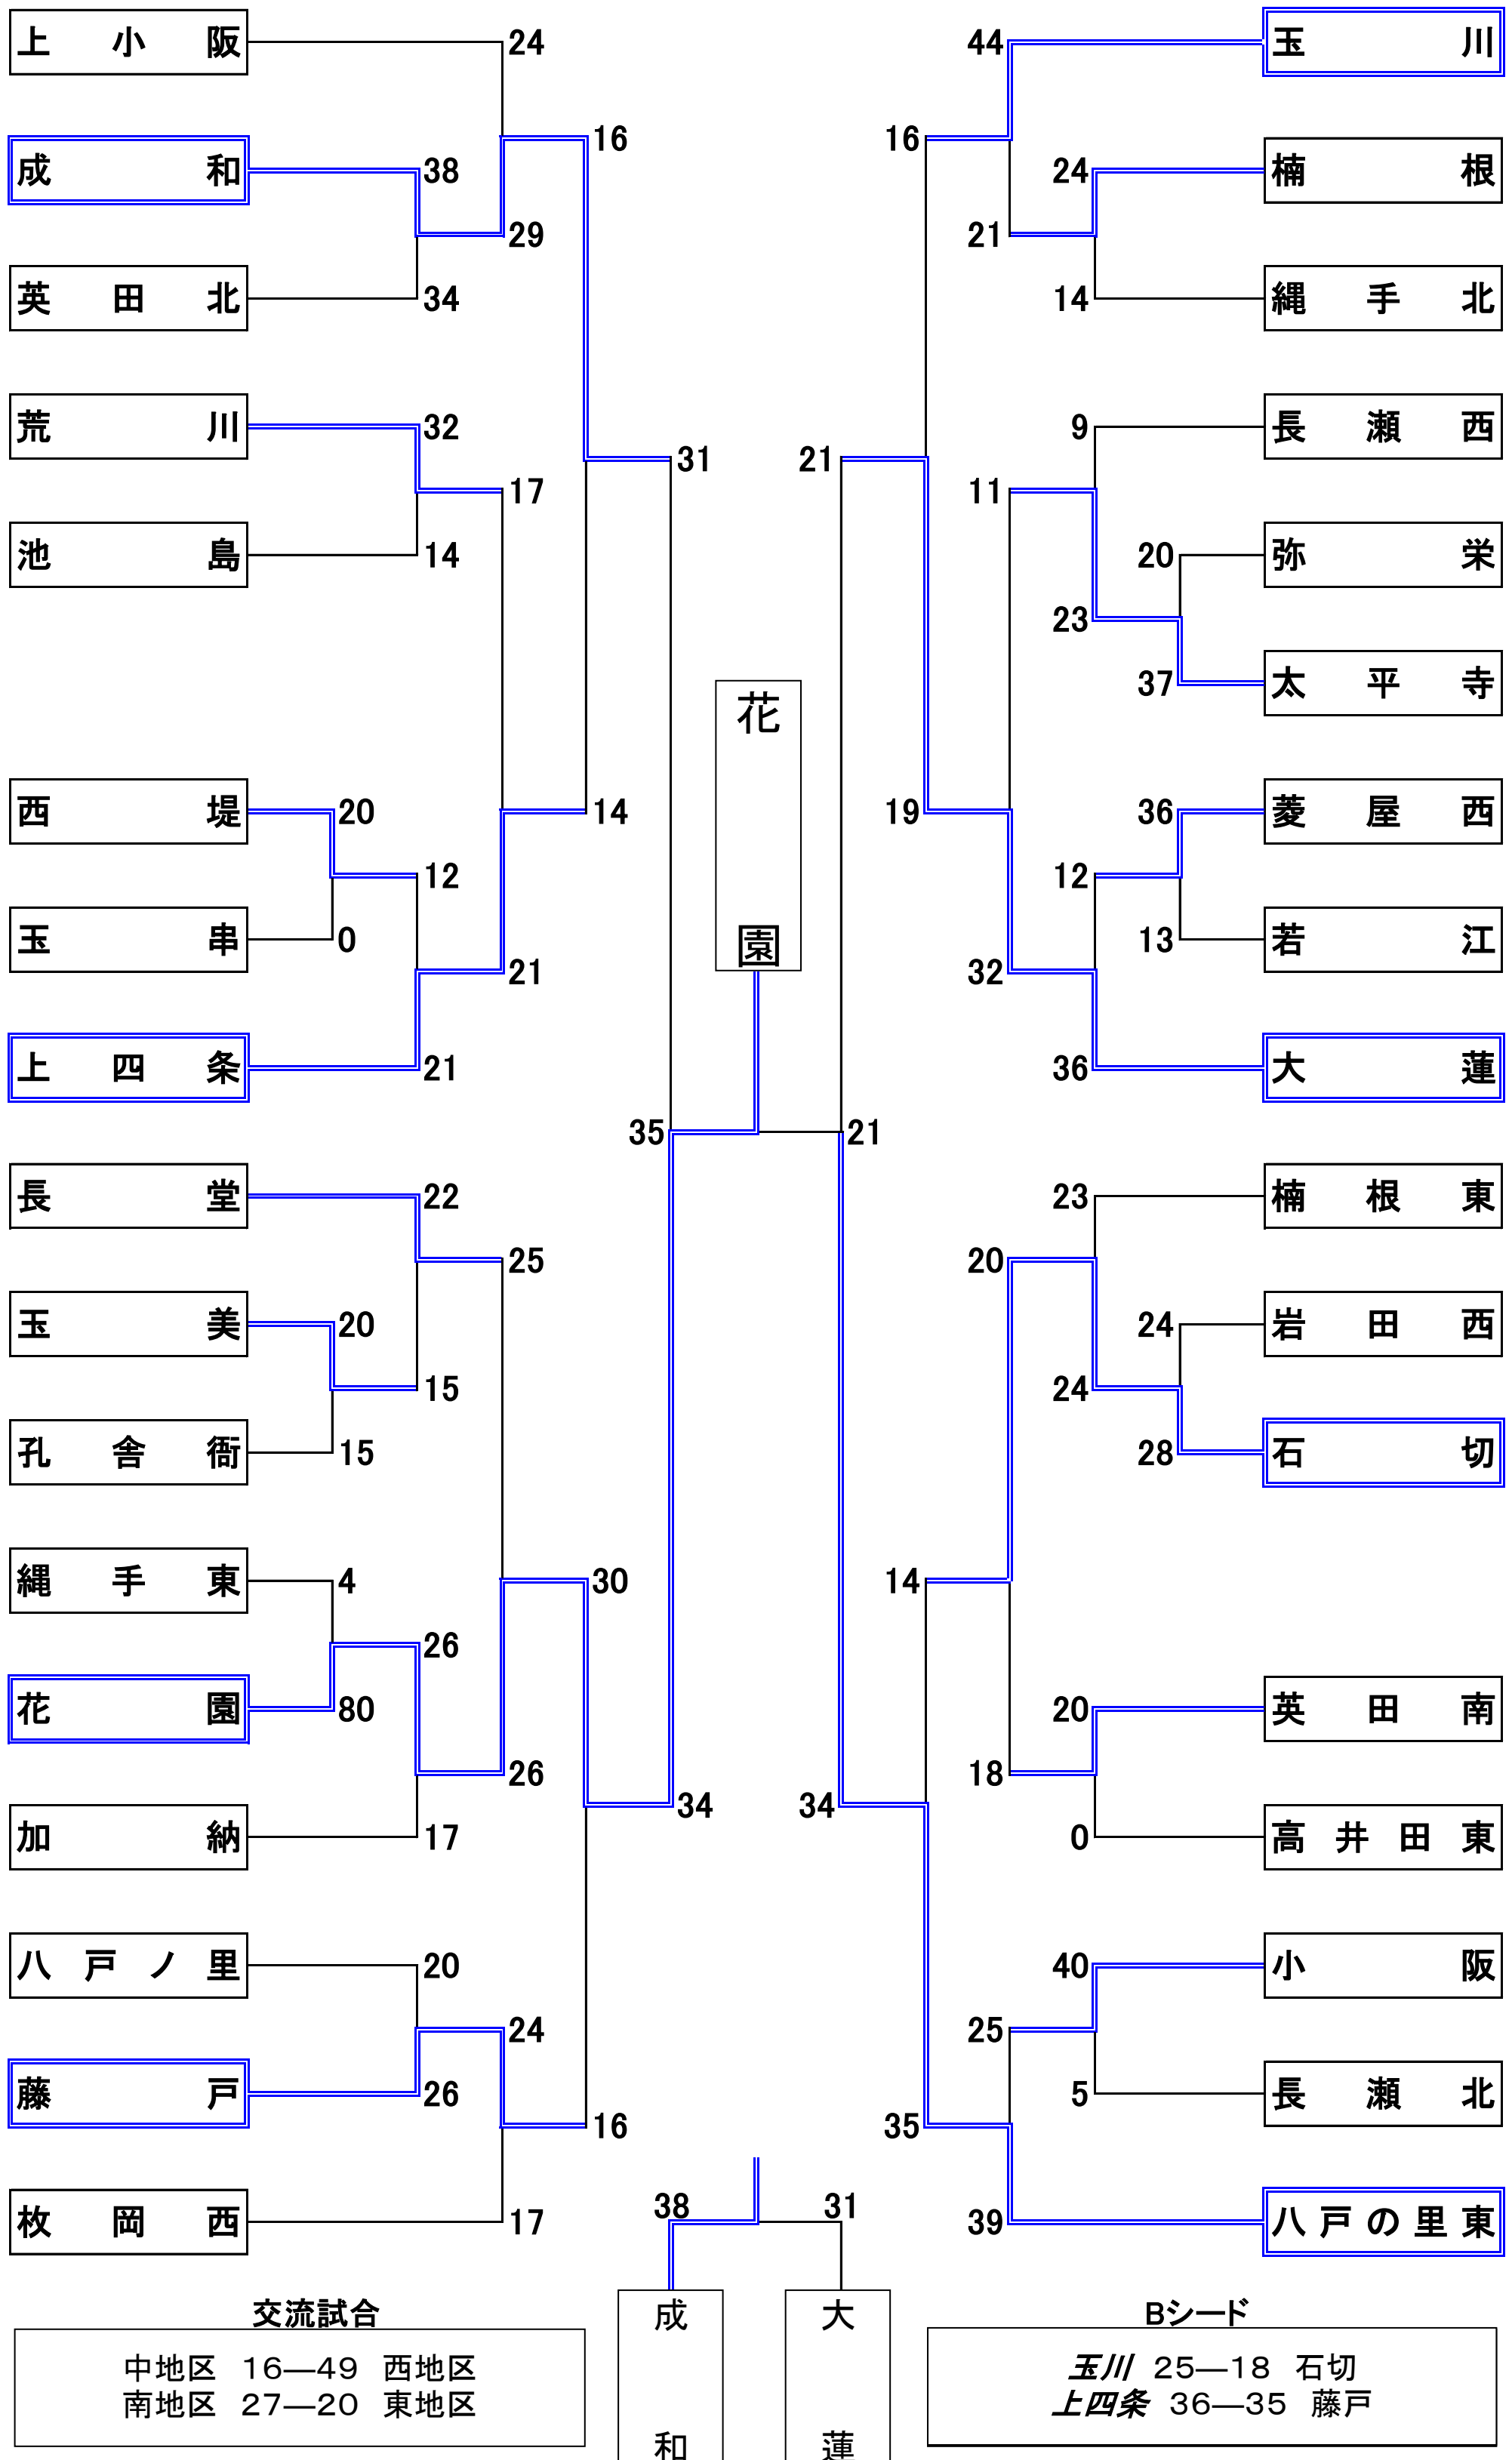 上小阪 24
44 玉川
16
16
成和 38
24 楠根
29
21
英田北 34
14 縄手北
荒川 32
9 長瀬西
31
21
17
11
池島 14
20 弥栄
23
37 太平寺
花園
西堤 20
14
19
36 菱屋西
12
12
玉串 0
13 若江
21
32
上四条 21
36 大蓮
35
21
長堂 22
23 楠根東
25
20
玉美 20
24 岩田西
15
24
孔舎衙 15
28 石切
縄手東 4
30
14
26
花園 80
20 英田南
26
18
34
34
加納 17
0 高井田東
八戸ノ里 20
40 小阪
24
25
藤戸 26
5 長瀬北
16
35
38
31
枚岡西 17
39 八戸の里東
成和
大蓮
交流試合
中地区 16―49 西地区
南地区 27―20 東地区
Bシード
玉川 25―18 石切
上四条 36―35 藤戸